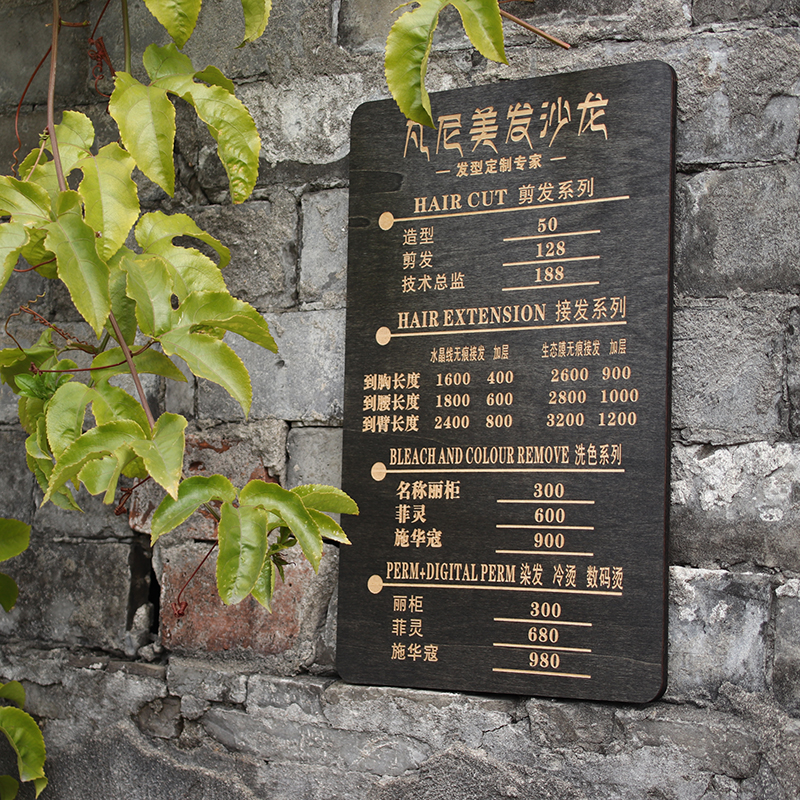 凡尼美发沙龙
— 发型定制专家 —
HAIR CUT 剪发系列
造型 50
剪发 128
技术总监 188
HAIR EXTENSION 接发系列
水晶线无痕接发 加层 生态膜无痕接发 加层
到胸长度 1600 400 2600 900
到腰长度 1800 600 2800 1000
到臂长度 2400 800 3200 1200
BLEACH AND COLOUR REMOVE 洗色系列
名称丽柜 300
菲灵 600
施华寇 900
PERM+DIGITAL PERM 染发 冷烫 数码烫
丽柜 300
菲灵 680
施华寇 980